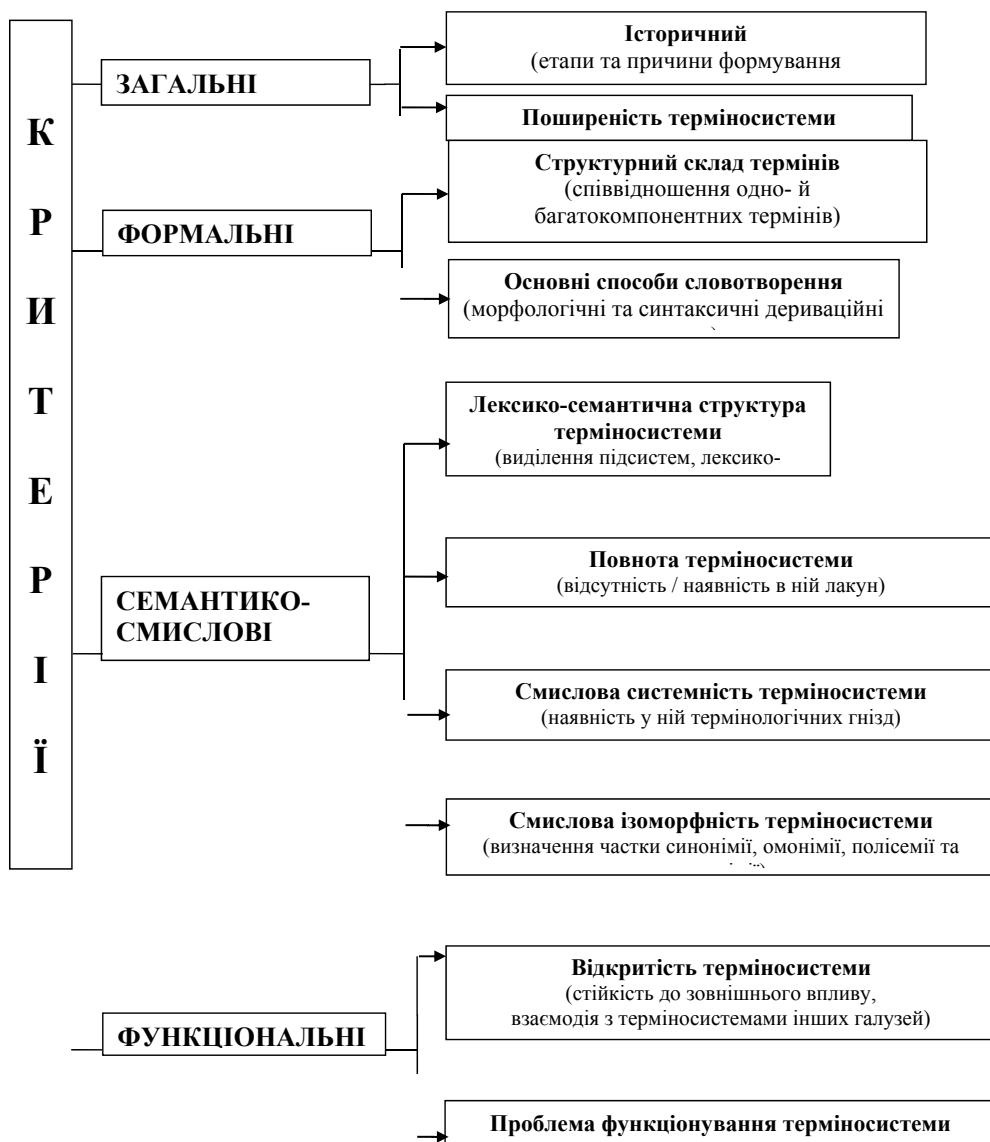 КРИТЕРІЇ
ЗАГАЛЬНІ
Історичний
(етапи та причини формування
Поширеність терміносистеми
ФОРМАЛЬНІ
Структурний склад термінів
(співвідношення одно- й
багатокомпонентних термінів)
Основні способи словотворення
(морфологічні та синтаксичні дериваційні
СЕМАНТИКО-
СМИСЛОВІ
Лексико-семантична структура
терміносистеми
(виділення підсистем, лексико-
Повнота терміносистеми
(відсутність / наявність в ній лакун)
Смислова системність терміносистеми
(наявність у ній термінологічних гнізд)
Смислова ізоморфність терміносистеми
(визначення частки синонімії, омонімії, полісемії та
ФУНКЦІОНАЛЬНІ
Відкритість терміносистеми
(стійкість до зовнішнього впливу,
взаємодія з терміносистемами інших галузей)
Проблема функціонування терміносистеми